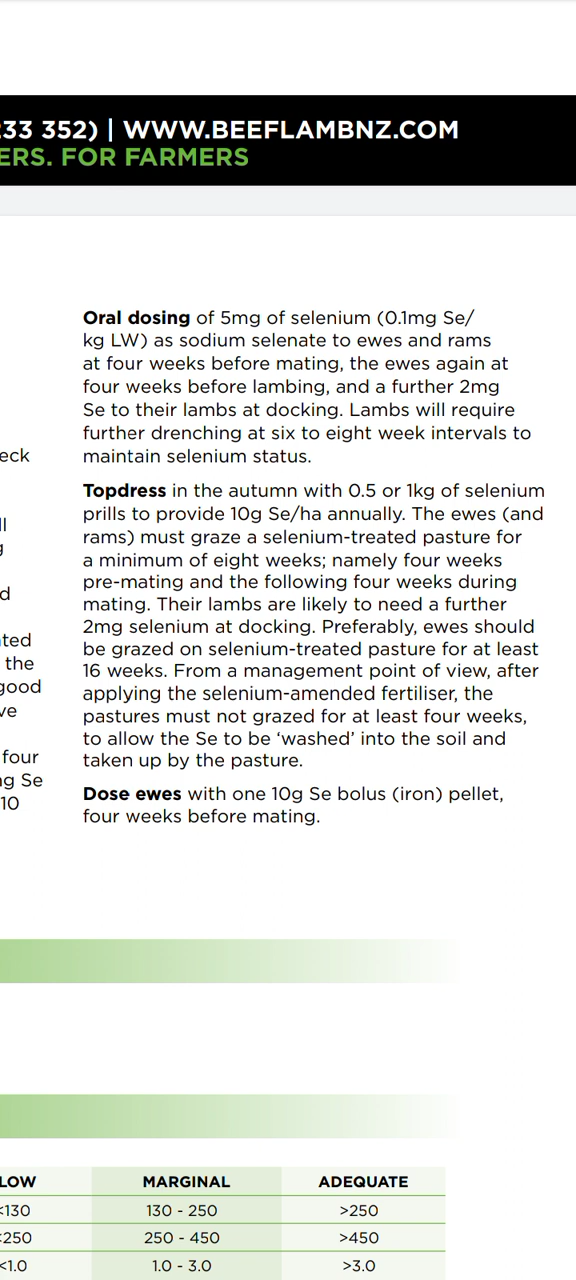 233 352) | WWW.BEEFLAMBNZ.COM
ERS. FOR FARMERS
eck
ll
g
d
ated
the
good
ve
four
ng Se
10
Oral dosing of 5mg of selenium (0.1mg Se/
kg LW) as sodium selenate to ewes and rams
at four weeks before mating, the ewes again at
four weeks before lambing, and a further 2mg
Se to their lambs at docking. Lambs will require
further drenching at six to eight week intervals to
maintain selenium status.
Topdress in the autumn with 0.5 or 1kg of selenium
prills to provide 10g Se/ha annually. The ewes (and
rams) must graze a selenium-treated pasture for
a minimum of eight weeks; namely four weeks
pre-mating and the following four weeks during
mating. Their lambs are likely to need a further
2mg selenium at docking. Preferably, ewes should
be grazed on selenium-treated pasture for at least
16 weeks. From a management point of view, after
applying the selenium-amended fertiliser, the
pastures must not grazed for at least four weeks,
to allow the Se to be ‘washed’ into the soil and
taken up by the pasture.
Dose ewes with one 10g Se bolus (iron) pellet,
four weeks before mating.
LOW MARGINAL ADEQUATE
<130 130 - 250 >250
<250 250 - 450 >450
<1.0 1.0 - 3.0 >3.0